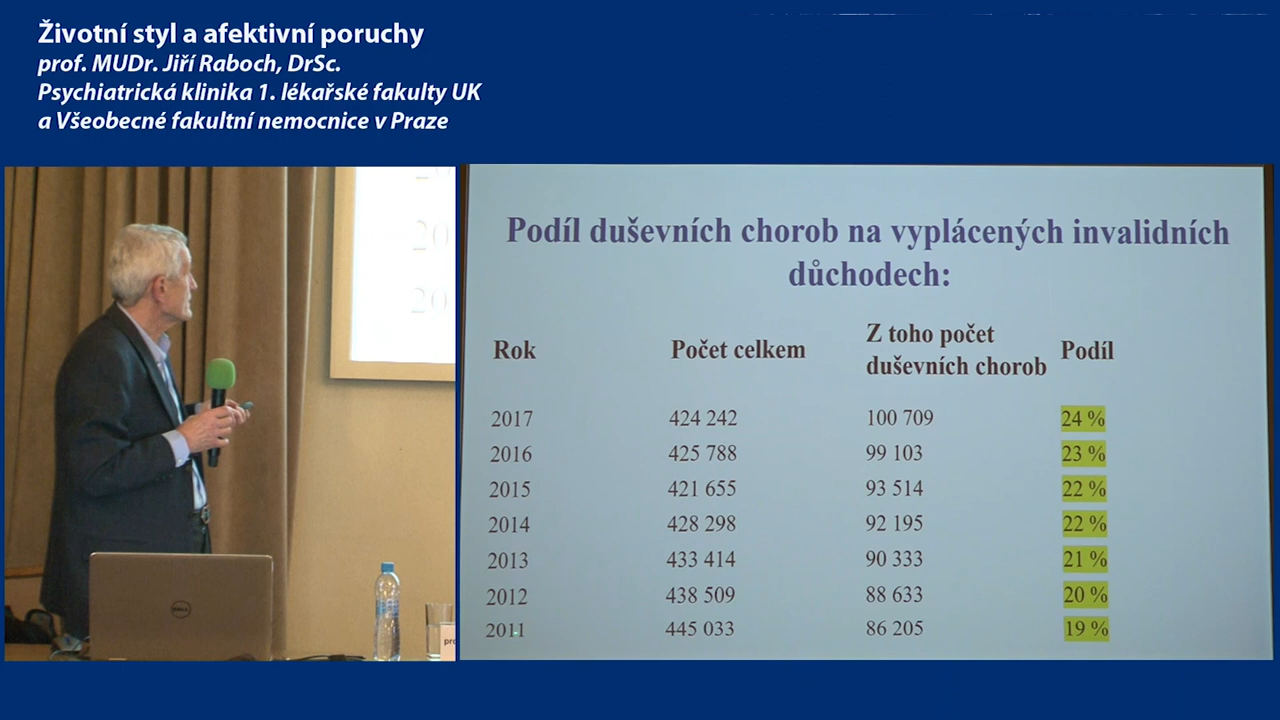 Životní styl a afektivní poruchy
prof. MUDr. Jiří Raboch, DrSc.
Psychiatrická klinika 1. lékařské fakulty UK
a Všeobecné fakultní nemocnice v Praze
Podíl duševních chorob na vyplácených invalidních
důchodech:
Rok Počet celkem Z toho počet duševních chorob Podíl
2017 424 242 100 709 24 %
2016 425 788 99 103 23 %
2015 421 655 93 514 22 %
2014 428 298 92 195 22 %
2013 433 414 90 333 21 %
2012 438 509 88 633 20 %
2011 445 033 86 205 19 %
20
20
DELL
pro